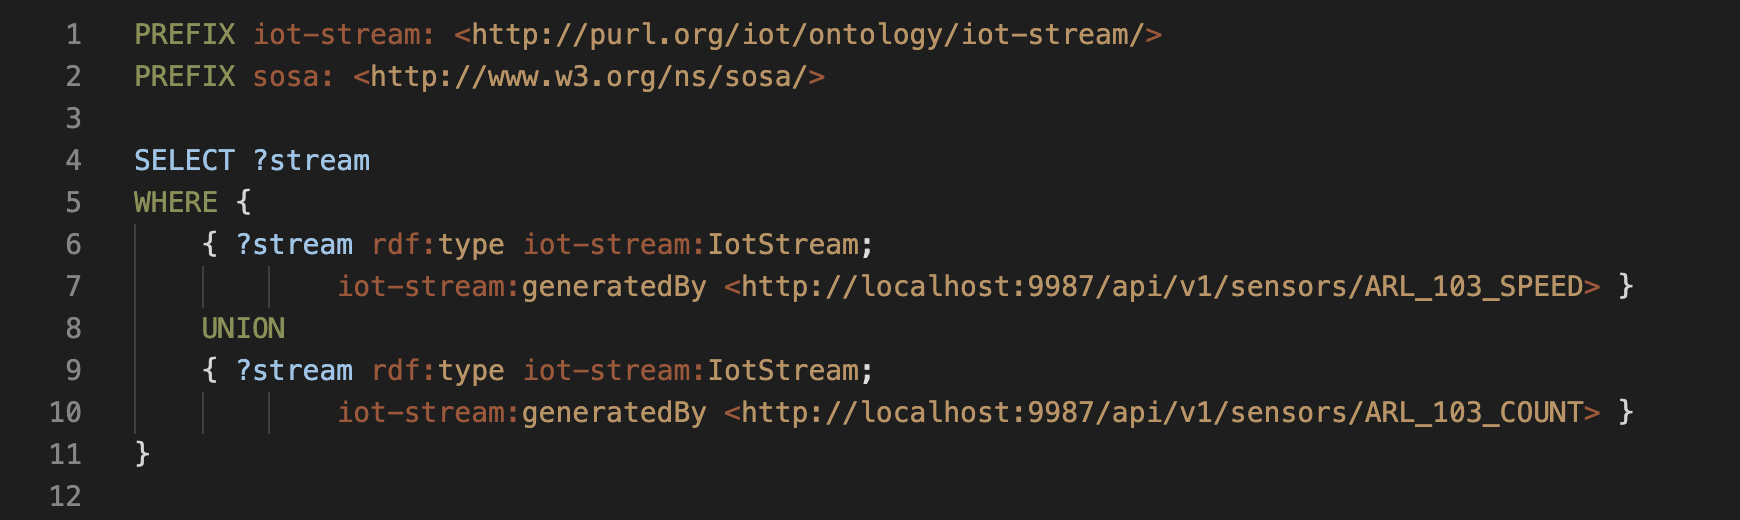 1 PREFIX iot-stream: <http://purl.org/iot/ontology/iot-stream/>
2 PREFIX sosa: <http://www.w3.org/ns/sosa/>
3
4 SELECT ?stream
5 WHERE {
6 { ?stream rdf:type iot-stream:IotStream;
7 iot-stream:generatedBy <http://localhost:9987/api/v1/sensors/ARL_103_SPEED> }
8 UNION
9 { ?stream rdf:type iot-stream:IotStream;
10 iot-stream:generatedBy <http://localhost:9987/api/v1/sensors/ARL_103_COUNT> }
11 }
12